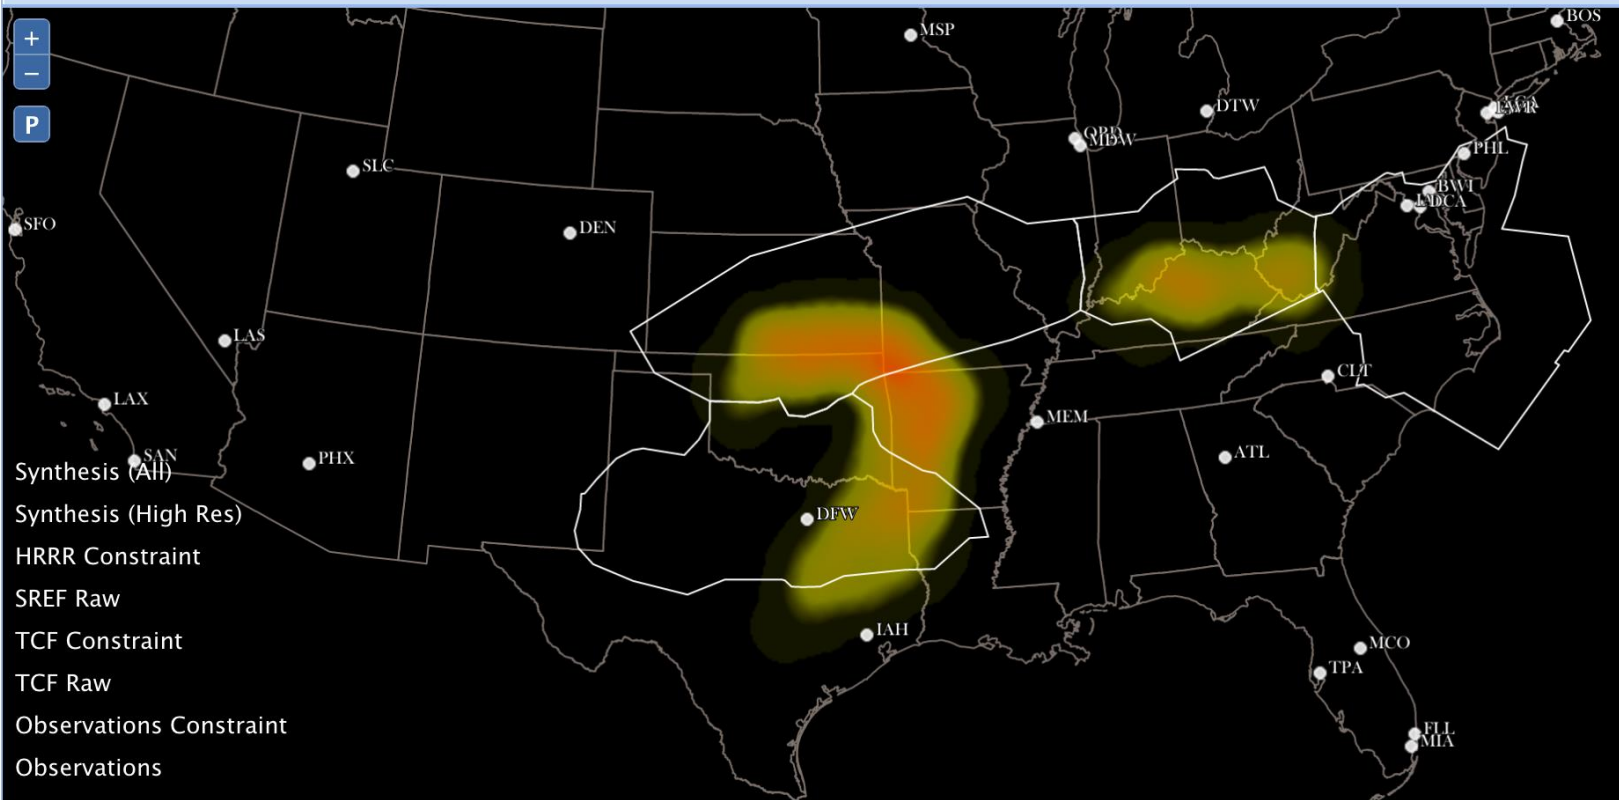 BOS
+
MSP
−
DTW
P
ORD
MDW
PHL
SLC
BWI
DCA
SFO
DEN
LAS
LAX
CLT
MEM
SAN
PHX
ATL
Synthesis (All)
Synthesis (High Res)
DFW
HRRR Constraint
SREF Raw
IAH
TCF Constraint
MCO
TPA
TCF Raw
Observations Constraint
FLL
MIA
Observations